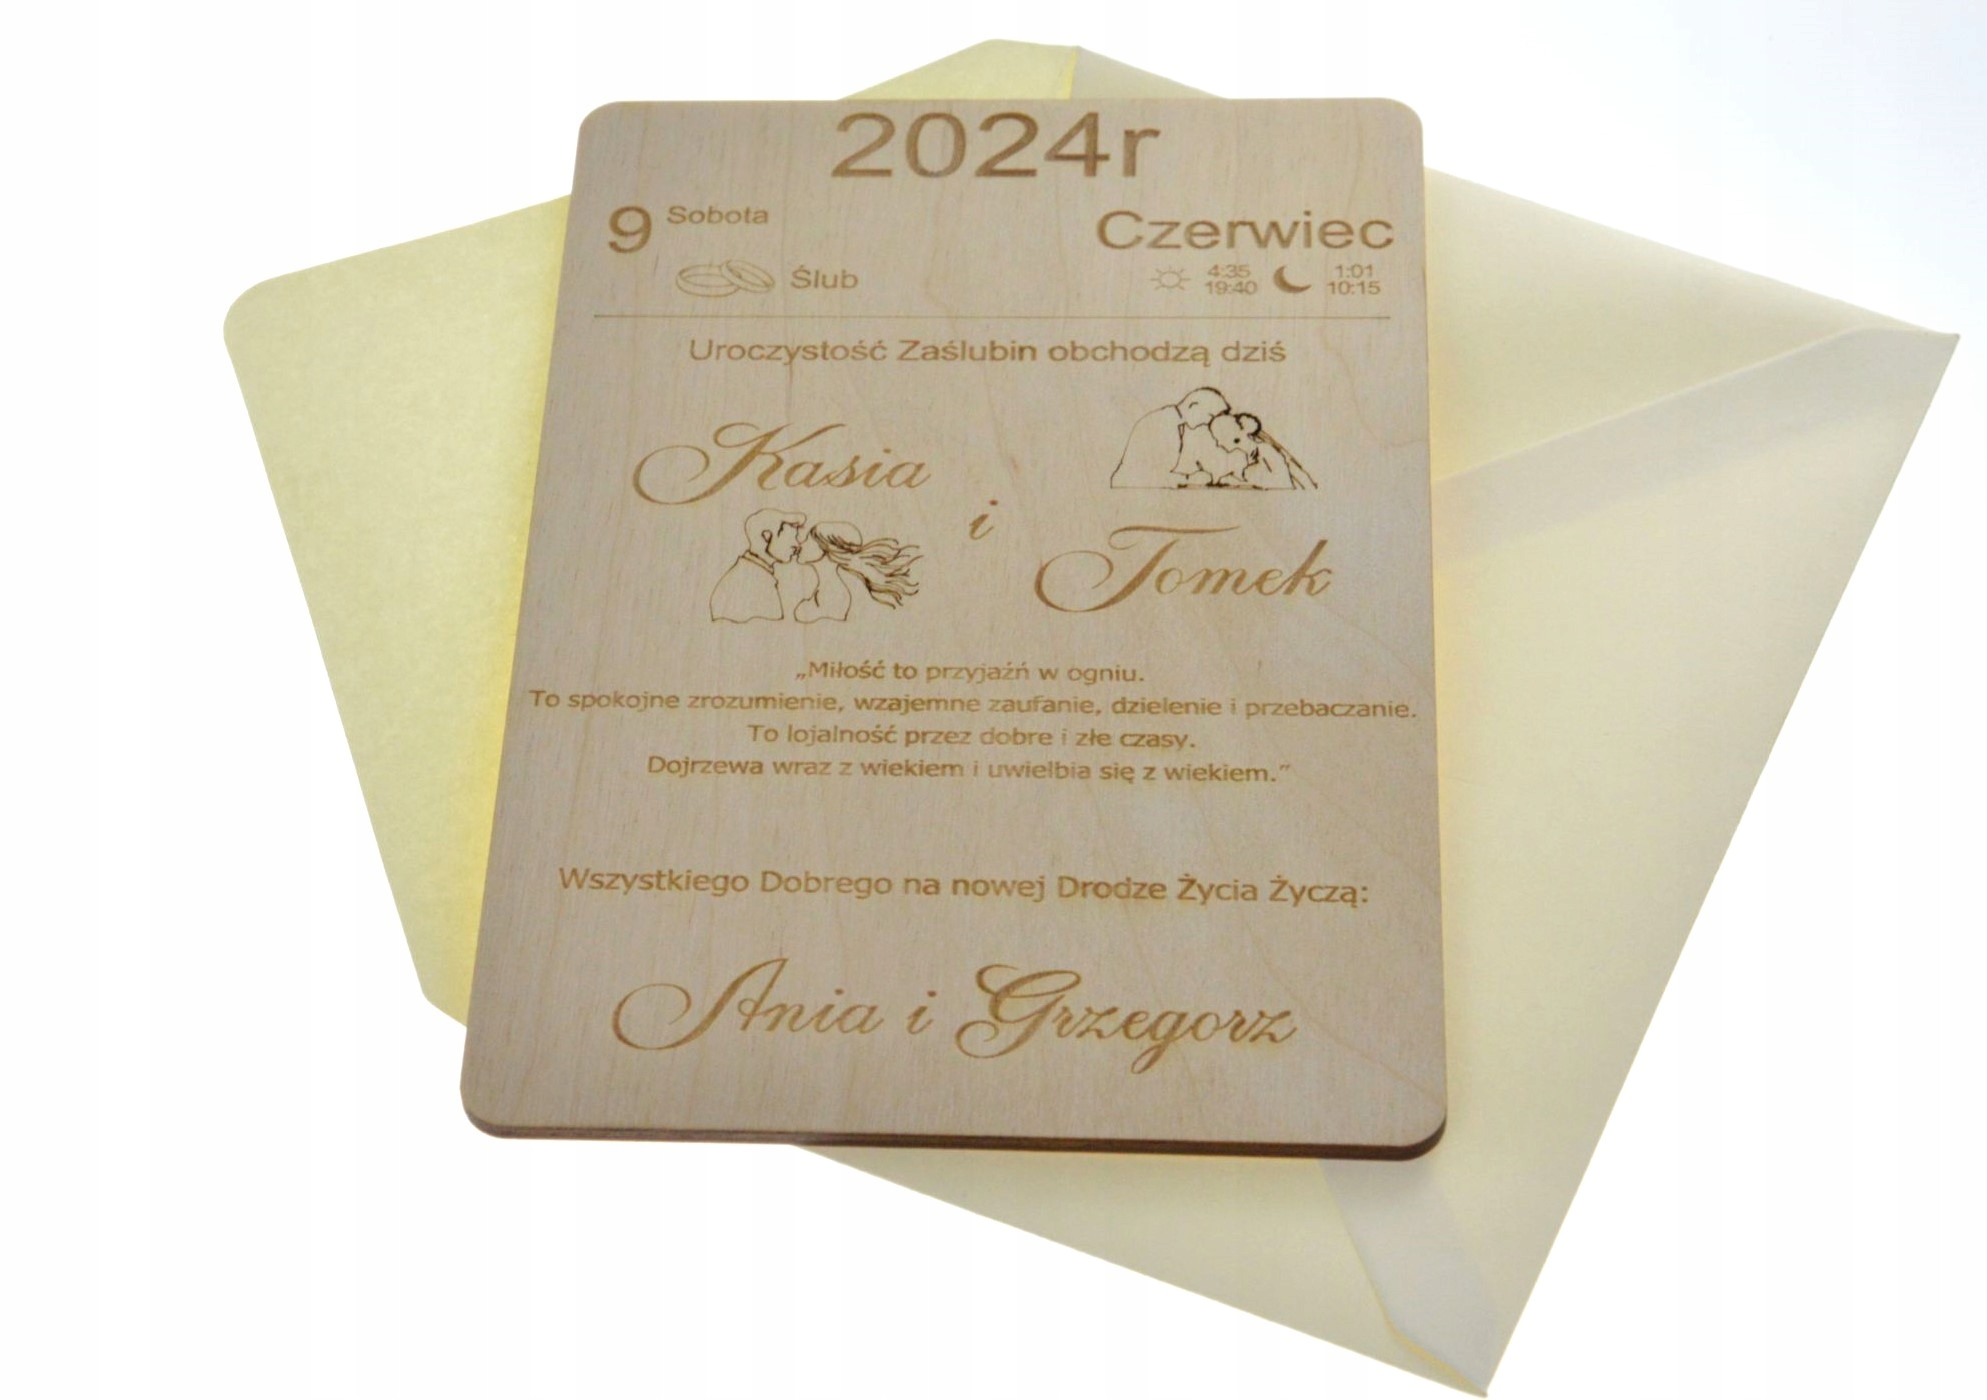 2024r
9 Sobota
Czerwiec
Ślub
4:35 1:01
19:40 10:15
Uroczystość Zaślubin obchodzą dziś
Kasia
i
Tomek
„Miłość to przyjaźń w ogniu.
To spokojne zrozumienie, wzajemne zaufanie, dzielenie i przebaczanie.
To lojalność przez dobre i złe czasy.
Dojrzewa wraz z wiekiem i uwielbia się z wiekiem.”
Wszystkiego Dobrego na nowej Drodze Życia Życzą:
Ania i Grzegorz